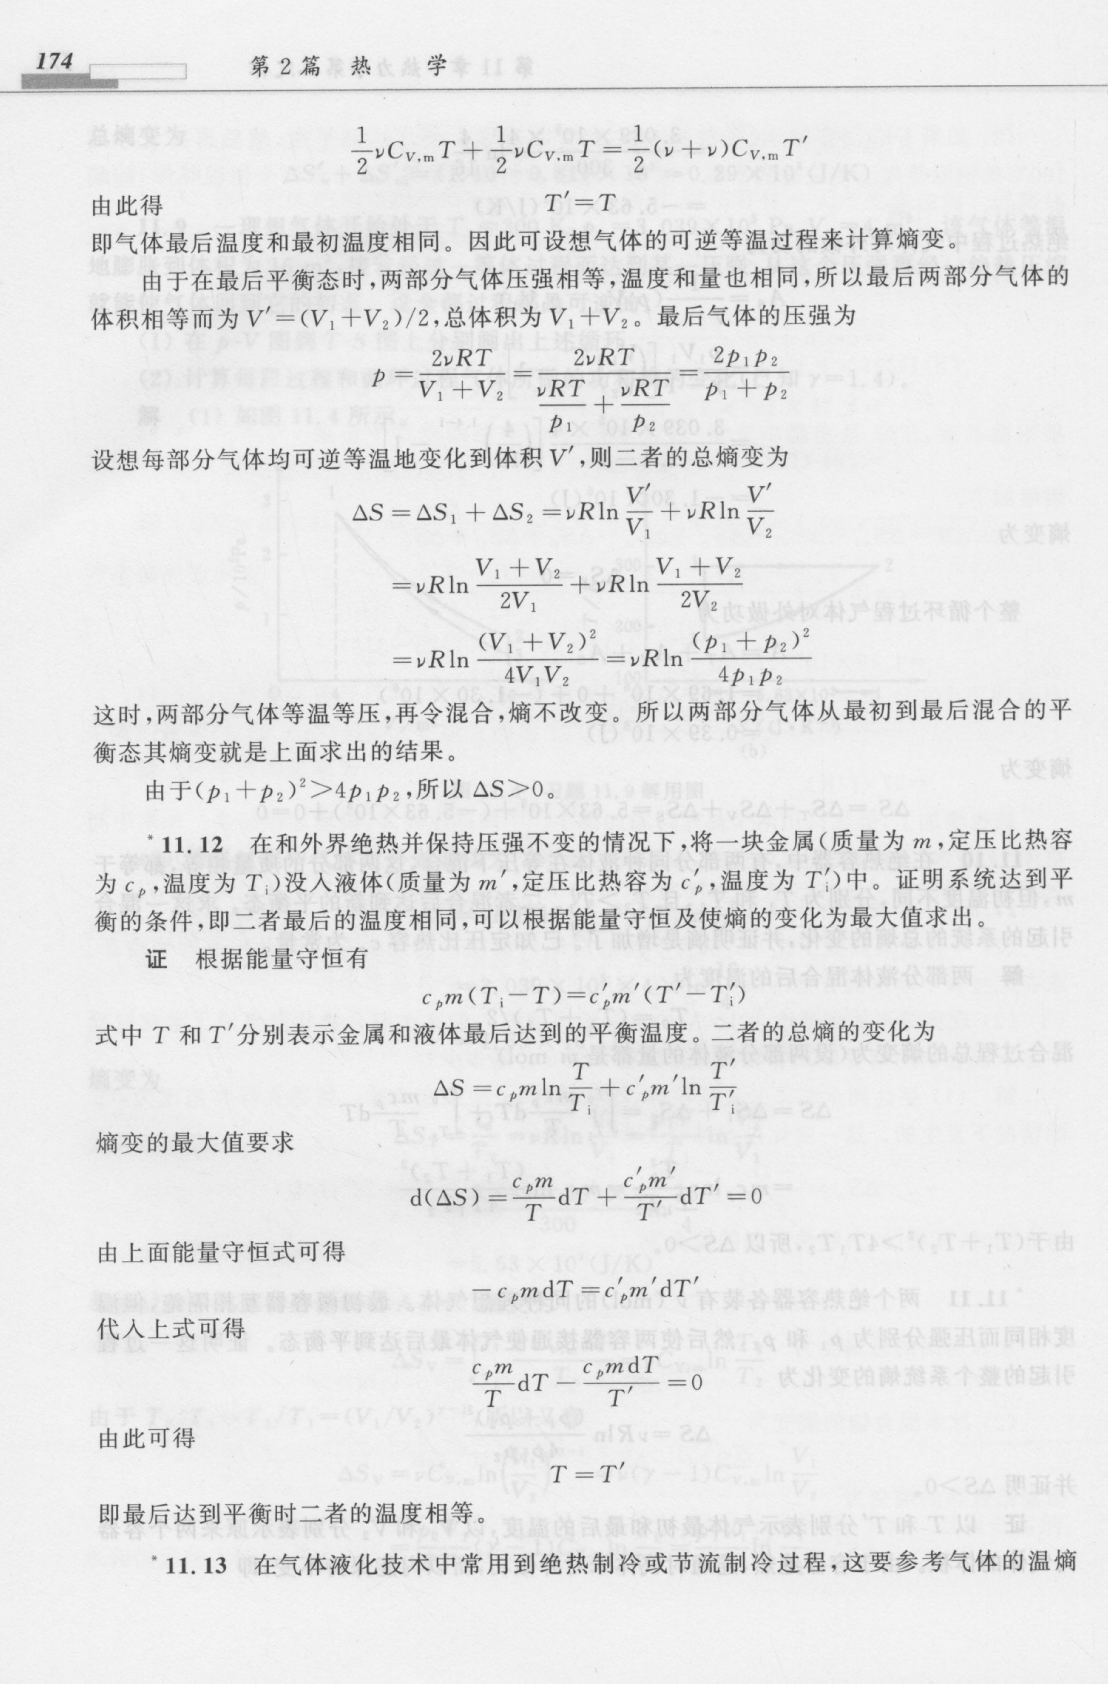 174 第2篇 热 学
$\frac{1}{2}\nu C_{V,m}T+\frac{1}{2}\nu C_{V,m}T=\frac{1}{2}(\nu+\nu)C_{V,m}T'$
由此得 $T'=T$
即气体最后温度和最初温度相同。因此可设想气体的可逆等温过程来计算熵变。
由于在最后平衡态时,两部分气体压强相等,温度和量也相同,所以最后两部分气体的
体积相等而为 $V'=(V_1+V_2)/2$,总体积为 $V_1+V_2$。最后气体的压强为
$p=\frac{2\nu RT}{V_1+V_2}=\frac{2\nu RT}{\frac{\nu RT}{p_1}+\frac{\nu RT}{p_2}}=\frac{2p_1p_2}{p_1+p_2}$
设想每部分气体均可逆等温地变化到体积 $V'$,则二者的总熵变为
$\Delta S=\Delta S_1+\Delta S_2=\nu R\ln\frac{V'}{V_1}+\nu R\ln\frac{V'}{V_2}$
$=\nu R\ln\frac{V_1+V_2}{2V_1}+\nu R\ln\frac{V_1+V_2}{2V_2}$
$=\nu R\ln\frac{(V_1+V_2)^2}{4V_1V_2}=\nu R\ln\frac{(p_1+p_2)^2}{4p_1p_2}$
这时,两部分气体等温等压,再令混合,熵不改变。所以两部分气体从最初到最后混合的平
衡态其熵变就是上面求出的结果。
由于$(p_1+p_2)^2>4p_1p_2$,所以 $\Delta S>0$。
*11.12 在和外界绝热并保持压强不变的情况下,将一块金属(质量为 $m$,定压比热容
为 $c_p$,温度为 $T_i$)没入液体(质量为 $m'$,定压比热容为 $c'_p$,温度为 $T'_i$)中。证明系统达到平
衡的条件,即二者最后的温度相同,可以根据能量守恒及使熵的变化为最大值求出。
证 根据能量守恒有
$c_pm(T_i-T)=c'_pm'(T'-T'_i)$
式中 $T$ 和 $T'$分别表示金属和液体最后达到的平衡温度。二者的总熵的变化为
$\Delta S=c_pm\ln\frac{T}{T_i}+c'_pm'\ln\frac{T'}{T'_i}$
熵变的最大值要求
$d(\Delta S)=\frac{c_pm}{T}dT+\frac{c'_pm'}{T'}dT'=0$
由上面能量守恒式可得
$-c_pmdT=c'_pm'dT'$
代入上式可得
$\frac{c_pm}{T}dT-\frac{c_pmdT}{T'}=0$
由此可得
$T=T'$
即最后达到平衡时二者的温度相等。
*11.13 在气体液化技术中常用到绝热制冷或节流制冷过程,这要参考气体的温熵